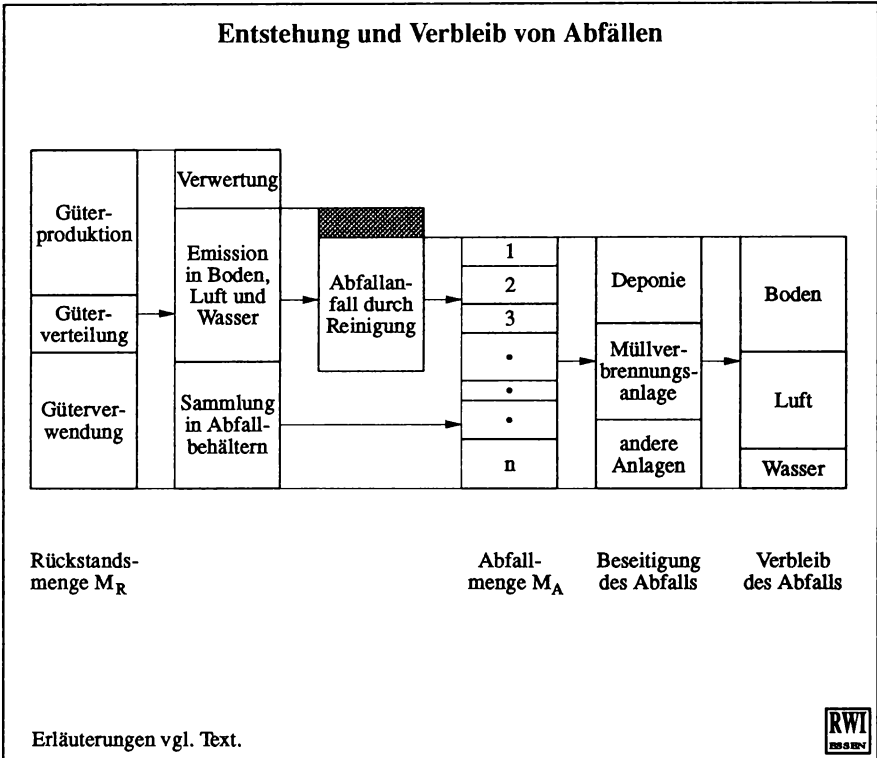 Entstehung und Verbleib von Abfällen
Güter-
produktion
Güter-
verteilung
Güterver-
wendung
Verwertung
Emission
in Boden,
Luft und
Wasser
Sammlung
in Abfall-
behältern
Abfallan-
fall durch
Reinigung
1
2
3
•
•
•
n
Deponie
Müllver-
brennungs-
anlage
andere
Anlagen
Boden
Luft
Wasser
Rückstands-
menge M_R
Abfall-
menge M_A
Beseitigung
des Abfalls
Verbleib
des Abfalls
Erläuterungen vgl. Text.
RWI
ESSEN